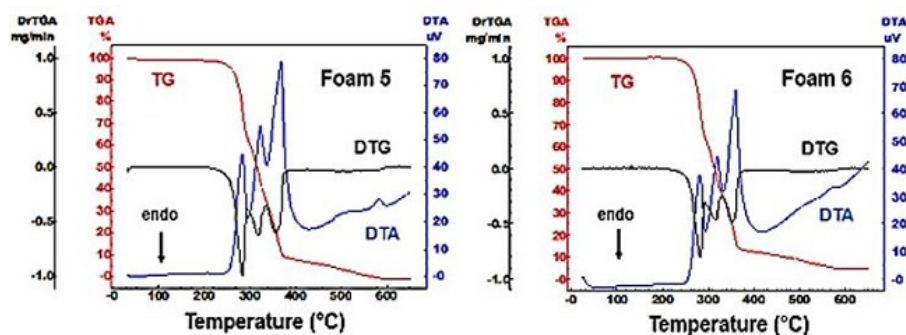 DrTGA TGA DTA
mg/min % uV
1.0 100 80
90 70
80 60
0.5 70 50
60 40
0.0 50 30
40 20
-0.5 30 10
20 0
10
-1.0 -0
TG
Foam 5
DTG
endo
DTA
-0 100 200 300 400 500 600
Temperature (°C)
DrTGA TGA DTA
mg/min % uV
1.0 100 80
90 70
80 60
0.5 70 50
60 40
0.0 50 30
40 20
-0.5 30 10
20 -0
10
-1.0 -0
TG
Foam 6
DTG
endo
DTA
-0 100 200 300 400 500 600
Temperature (°C)